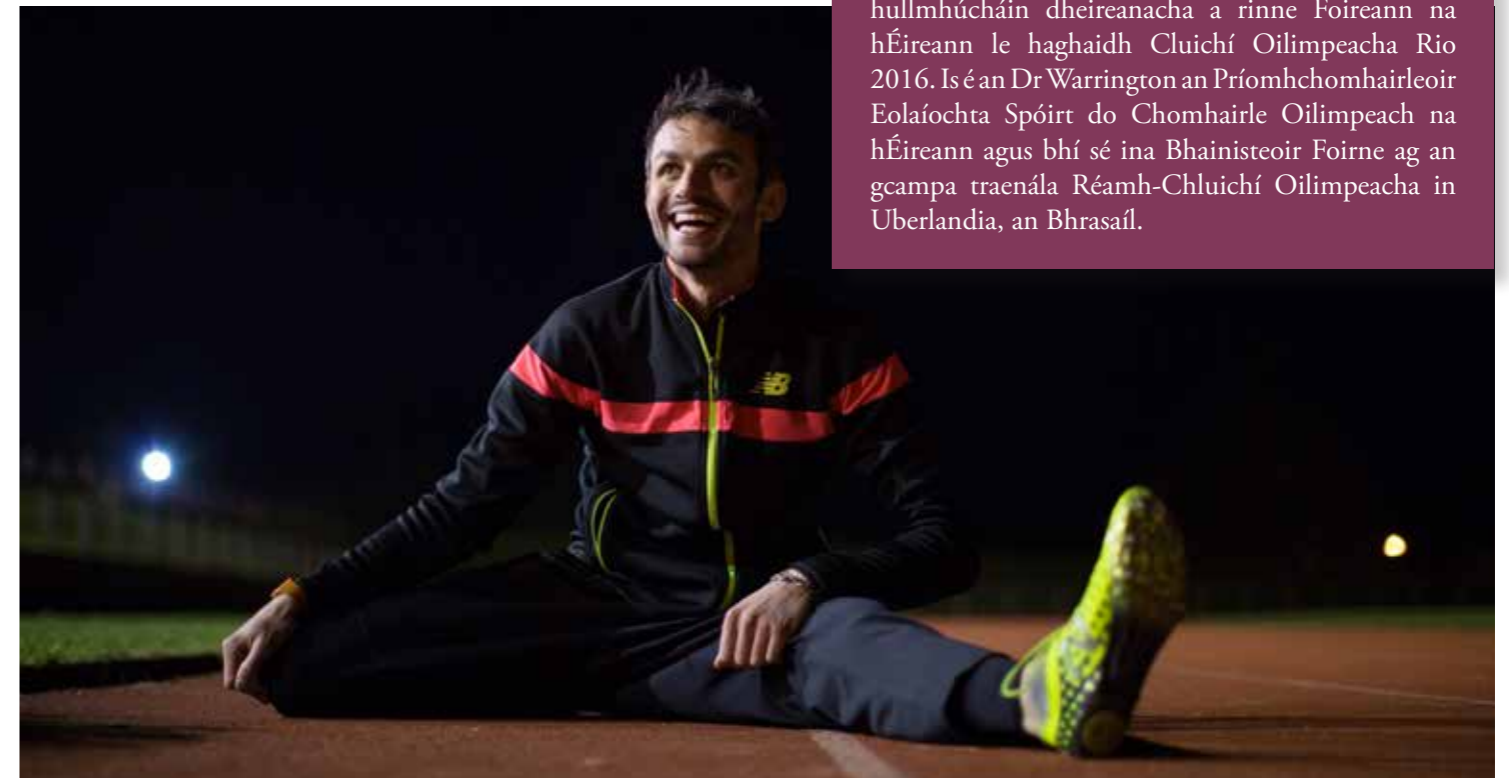 hullmhúcháin dheireanacha a rinne Foireann na
hÉireann le haghaidh Cluichí Oilimpeacha Rio
2016. Is é an Dr Warrington an Príomhchomhairleoir
Eolaíochta Spóirt do Chomhairle Oilimpeach na
hÉireann agus bhí sé ina Bhainisteoir Foirne ag an
gcampa traenála Réamh-Chluichí Oilimpeacha in
Uberlandia, an Bhrasaíl.